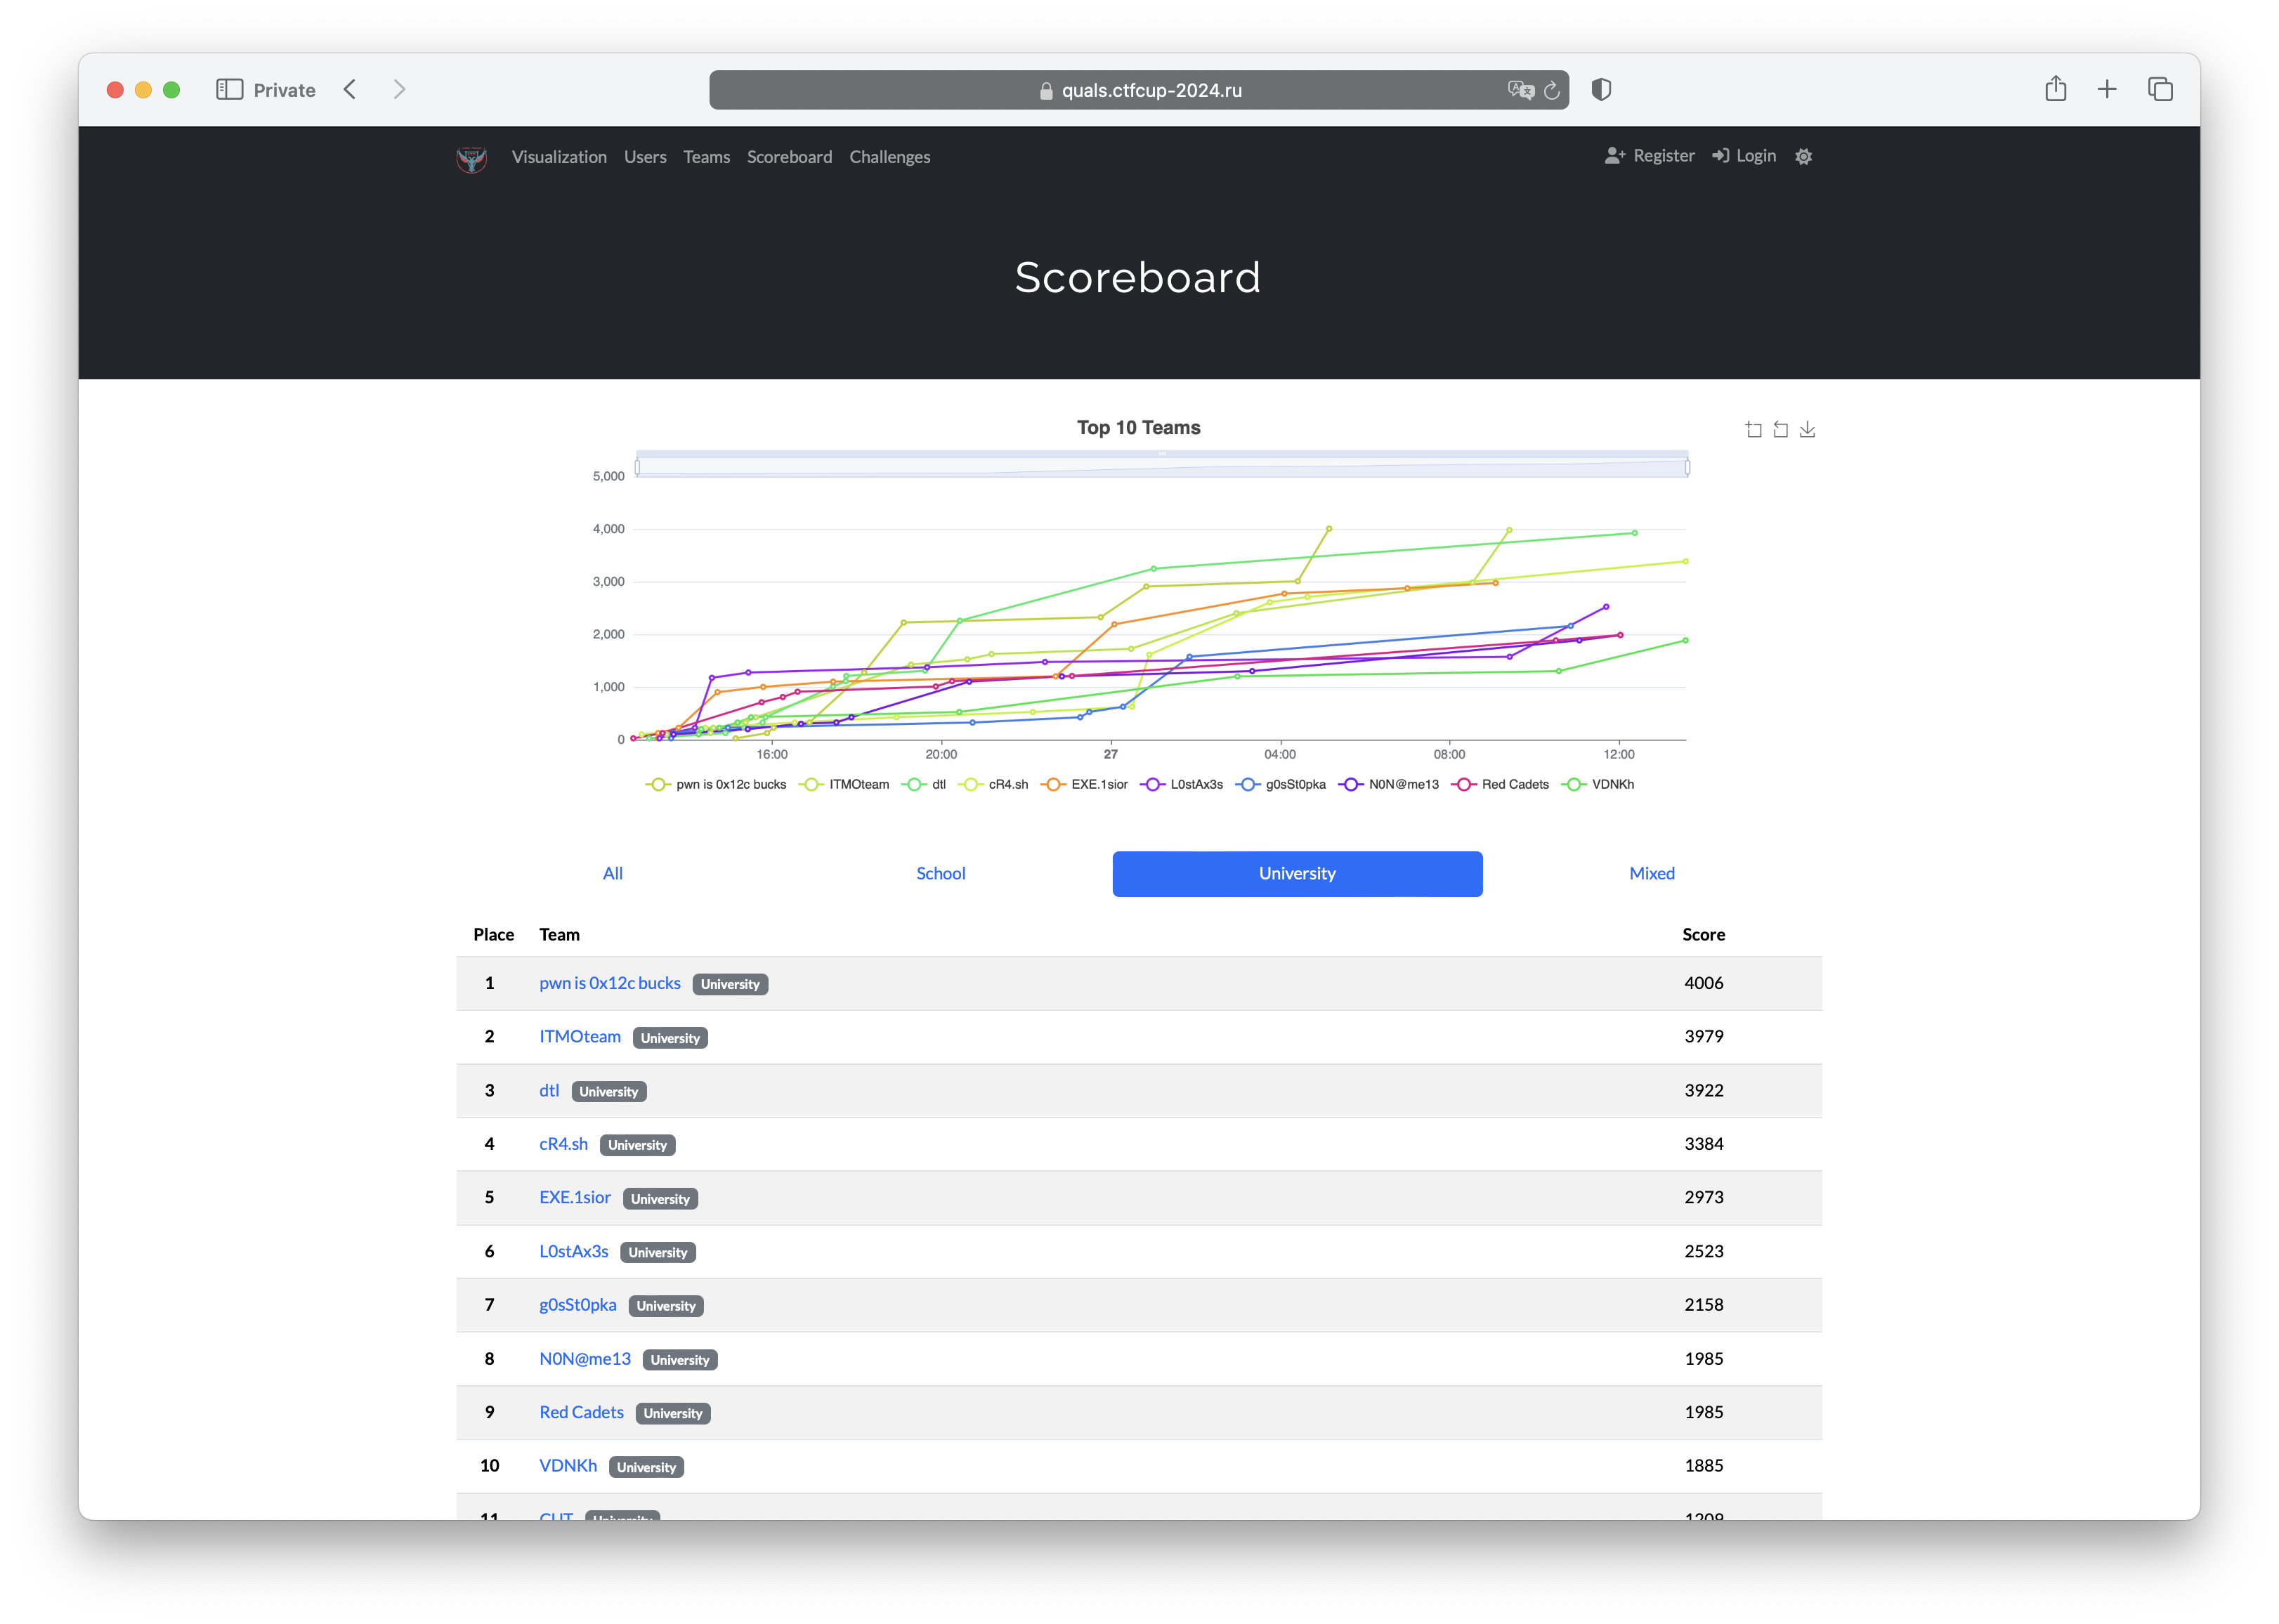 Private
quals.ctfcup-2024.ru
Visualization Users Teams Scoreboard Challenges Register Login
Scoreboard
Top 10 Teams
5,000
4,000
3,000
2,000
1,000
0
16:00 20:00 27 04:00 08:00 12:00
pwn is 0x12c bucks ITMOteam dtl cR4.sh EXE.1sior L0stAx3s g0sSt0pka N0N@me13 Red Cadets VDNKh
All School University Mixed
Place Team Score
1 pwn is 0x12c bucks University 4006
2 ITMOteam University 3979
3 dtl University 3922
4 cR4.sh University 3384
5 EXE.1sior University 2973
6 L0stAx3s University 2523
7 g0sSt0pka University 2158
8 N0N@me13 University 1985
9 Red Cadets University 1985
10 VDNKh University 1885
11 University 1209